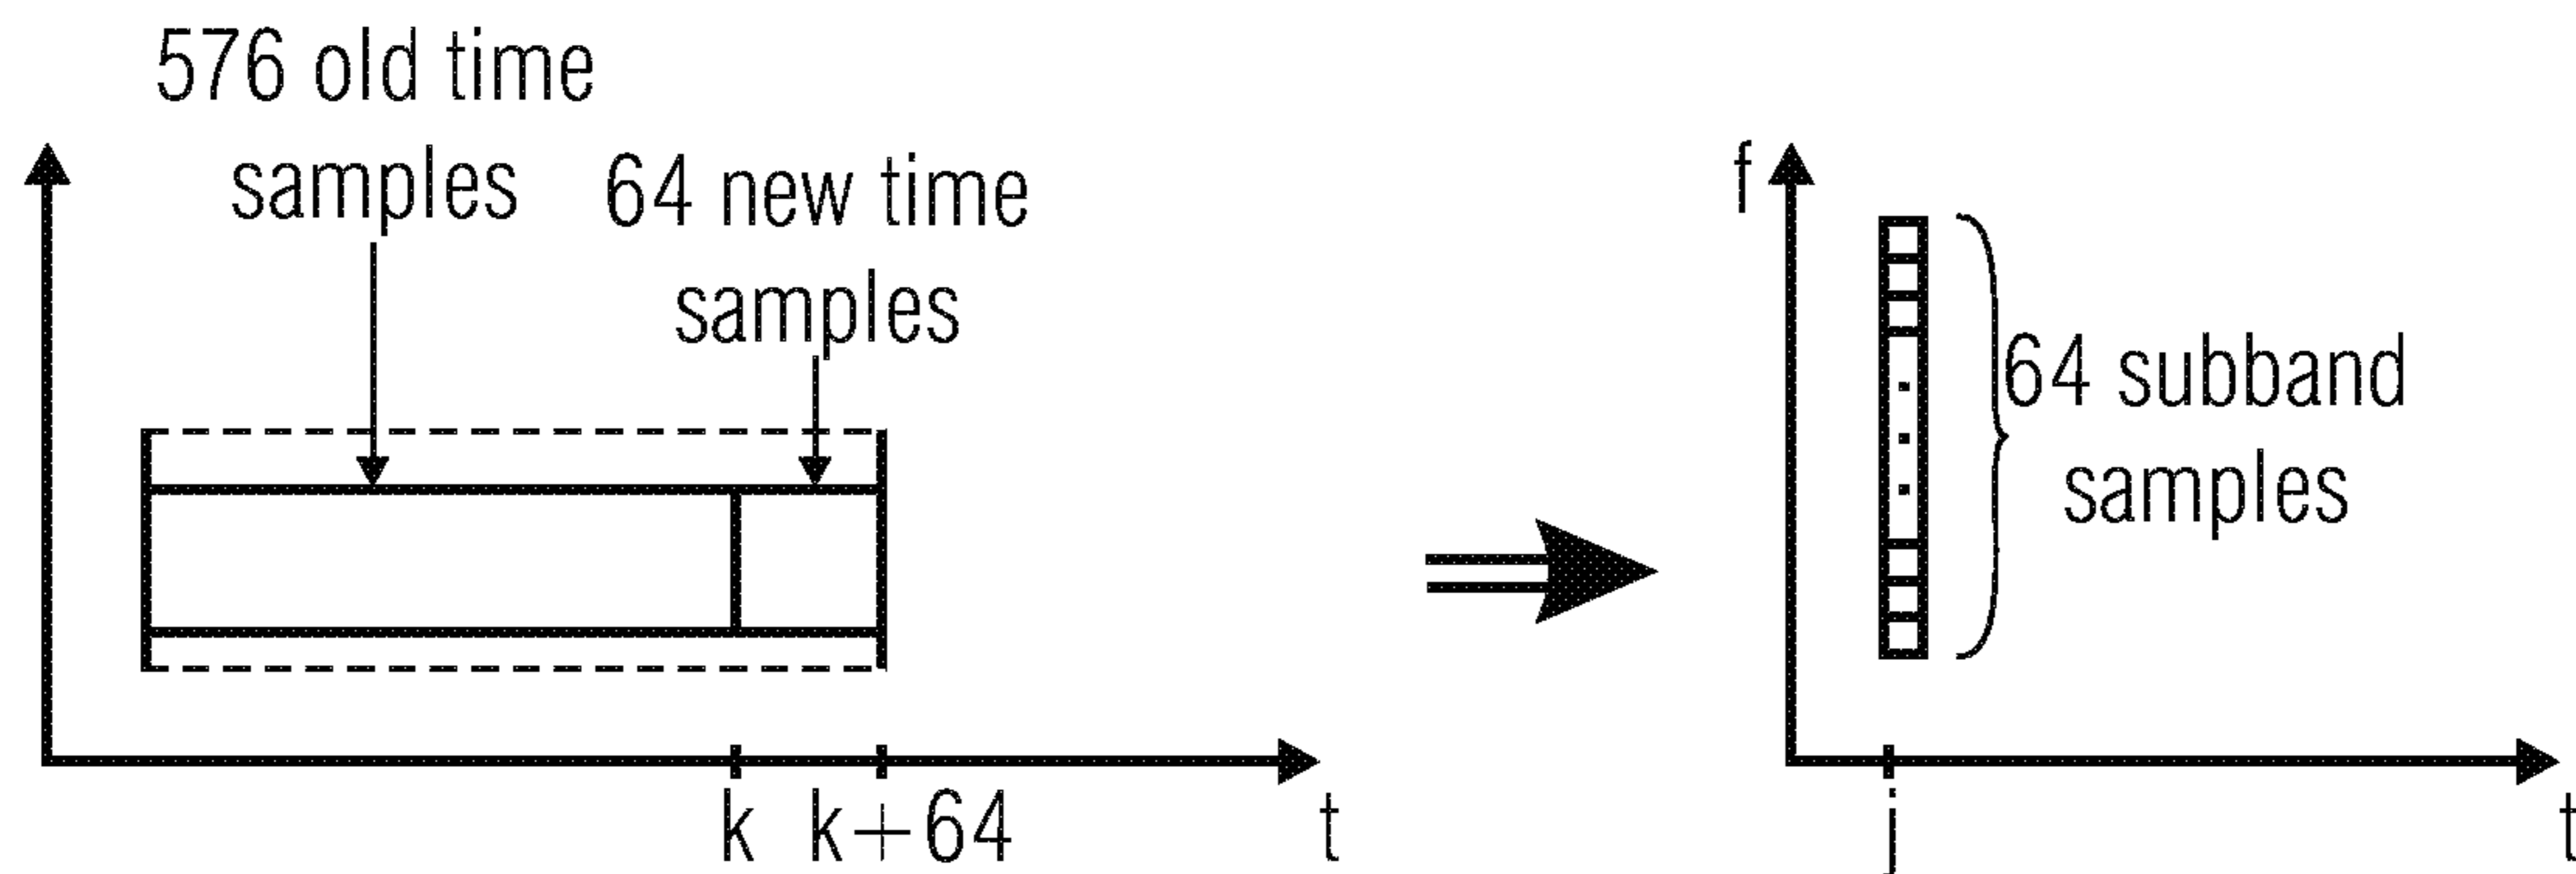 576 old time
samples
64 new time
samples
k
k+64
t
f
64 subband
samples
j
t